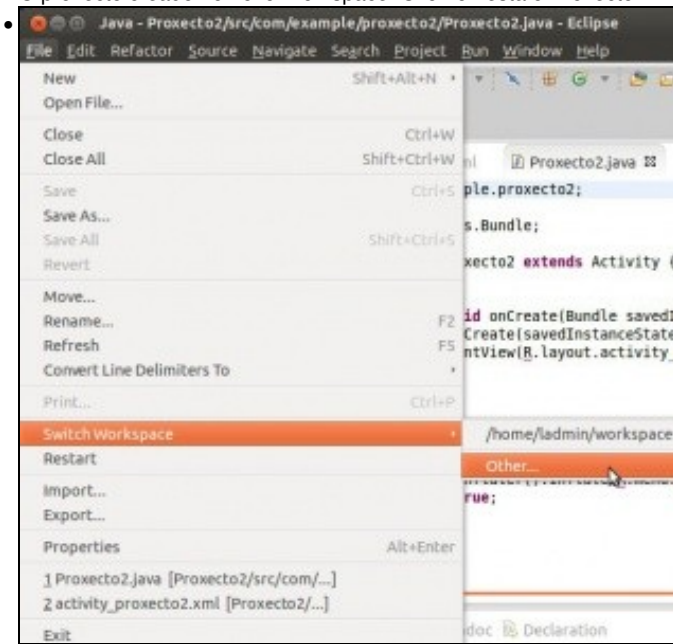 Java - Proxecto2/src/com/example/proxecto2/Proxecto2.java - Eclipse
File Edit Refactor Source Navigate Search Project Run Window Help
New Shift+Alt+N
Open File...
Close Ctrl+W
Close All Shift+Ctrl+W
Proxecto2.java
Save Ctrl+S
ple.proxecto2;
Save As...
Save All Shift+Ctrl+S
s.Bundle;
Revert
xecto2 extends Activity {
Move...
Rename... F2
id onCreate(Bundle savedI
Refresh F5
Create(savedInstanceState
Convert Line Delimiters To
ntView(R.layout.activity_
Print... Ctrl+P
Switch Workspace
/home/ladmin/workspace
Restart
Other...
Import...
rue;
Export...
Properties Alt+Enter
1 Proxecto2.java [Proxecto2/src/com/...]
2 activity_proxecto2.xml [Proxecto2/...]
Exit
doc Declaration